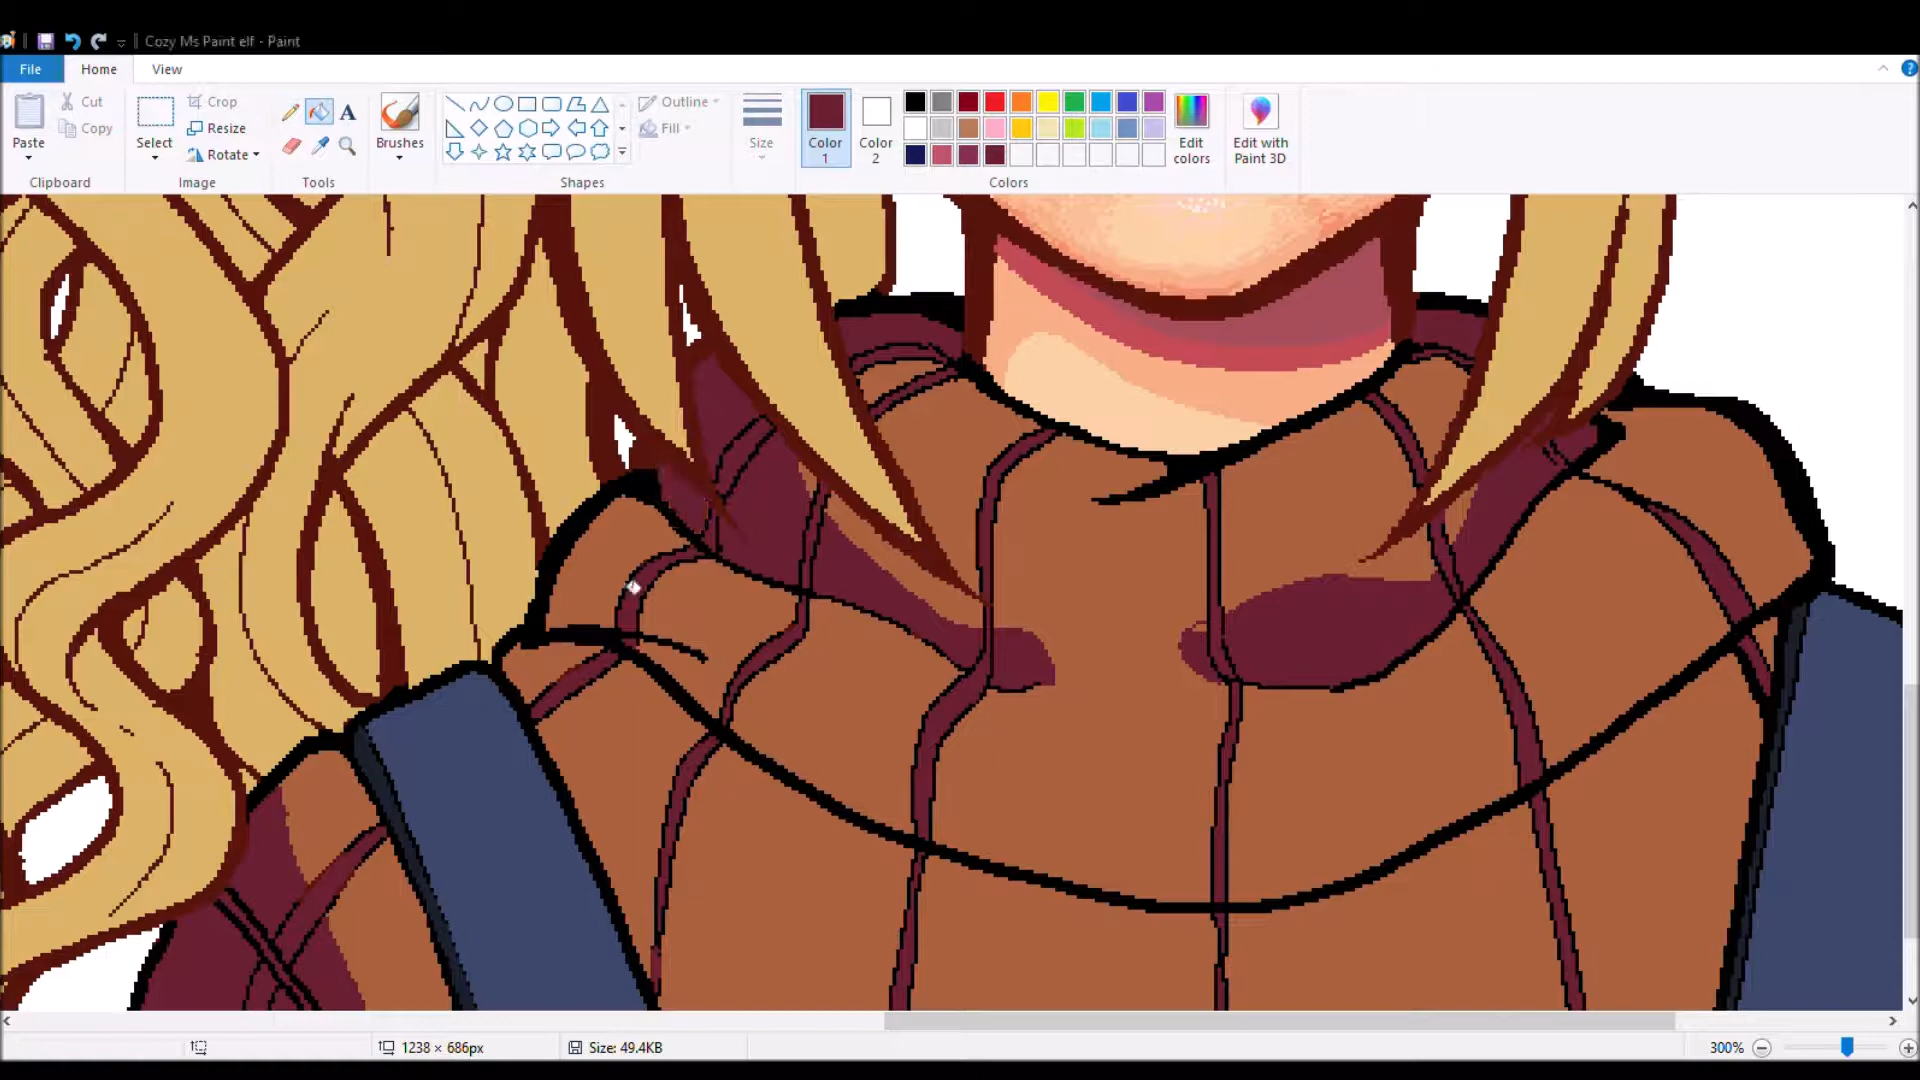 Cozy Ms Paint elf - Paint
File Home View
Paste Cut Copy
Clipboard
Select Crop Resize Rotate
Image
A
Tools
Brushes
Outline Fill
Shapes
Size
Color 1
Color 2
Edit colors
Edit with Paint 3D
Colors
1238 × 686px
Size: 49.4KB
300%